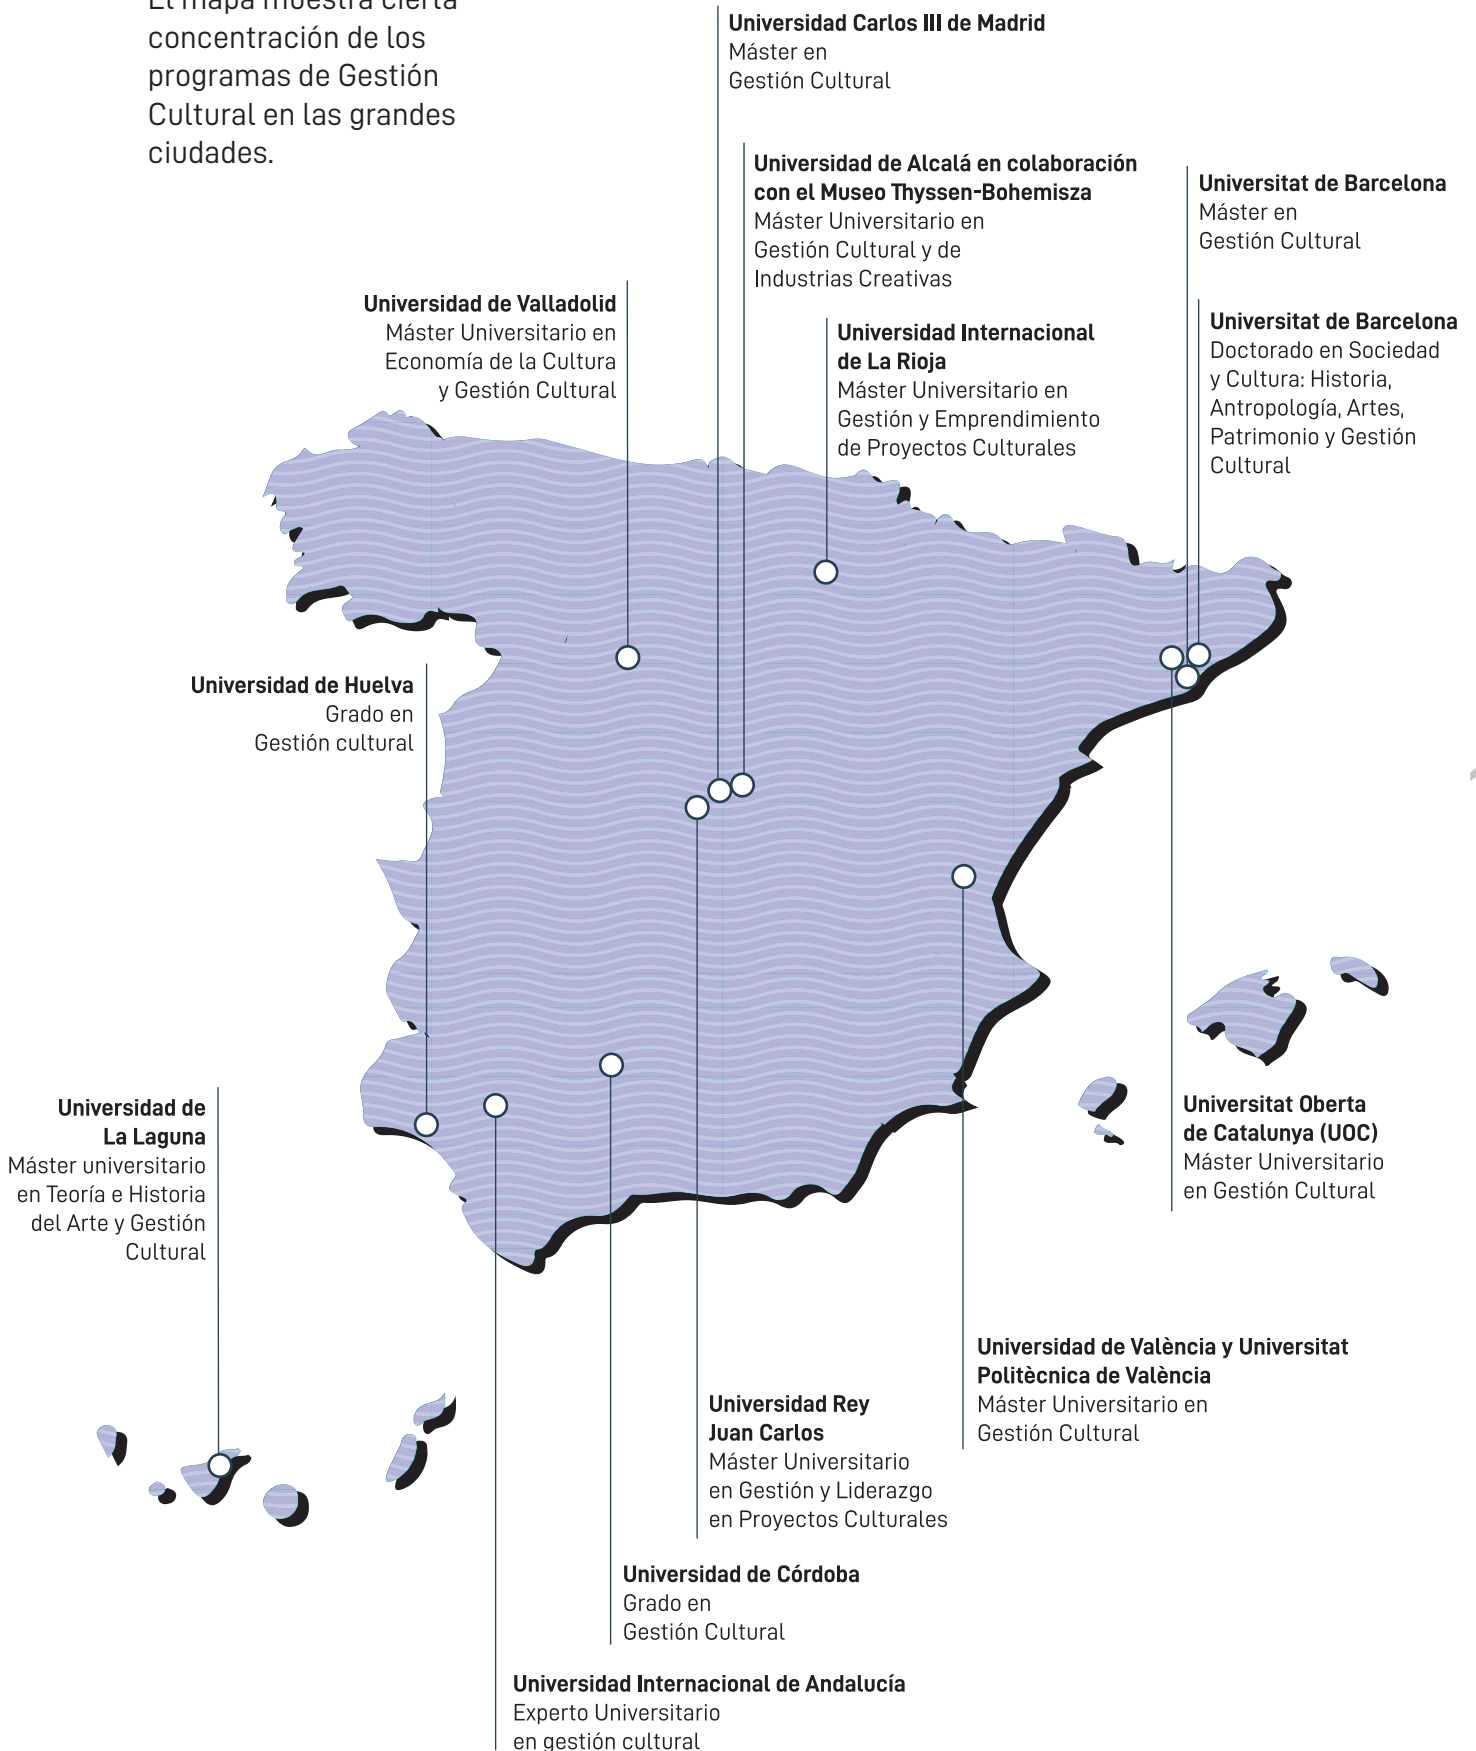 El mapa muestra cierta
concentración de los
programas de Gestión
Cultural en las grandes
ciudades.
Universidad Carlos III de Madrid
Máster en
Gestión Cultural
Universidad de Alcalá en colaboración
con el Museo Thyssen-Bohemisza
Máster Universitario en
Gestión Cultural y de
Industrias Creativas
Universitat de Barcelona
Máster en
Gestión Cultural
Universidad de Valladolid
Máster Universitario en
Economía de la Cultura
y Gestión Cultural
Universidad Internacional
de La Rioja
Máster Universitario en
Gestión y Emprendimiento
de Proyectos Culturales
Universitat de Barcelona
Doctorado en Sociedad
y Cultura: Historia,
Antropología, Artes,
Patrimonio y Gestión
Cultural
Universidad de Huelva
Grado en
Gestión cultural
Universidad de
La Laguna
Máster universitario
en Teoría e Historia
del Arte y Gestión
Cultural
Universitat Oberta
de Catalunya (UOC)
Máster Universitario
en Gestión Cultural
Universidad de València y Universitat
Politècnica de València
Máster Universitario en
Gestión Cultural
Universidad Rey
Juan Carlos
Máster Universitario
en Gestión y Liderazgo
en Proyectos Culturales
Universidad de Córdoba
Grado en
Gestión Cultural
Universidad Internacional de Andalucía
Experto Universitario
en gestión cultural